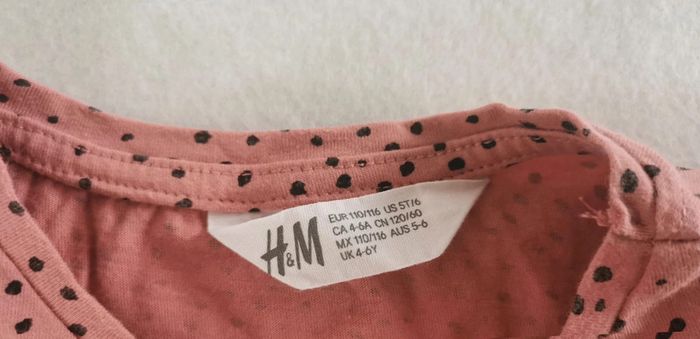 H&M
EUR 110/116 US 5T/6
CA 4-6A CN 120/60
MX 110/116 AUS 5-6
UK 4-6Y